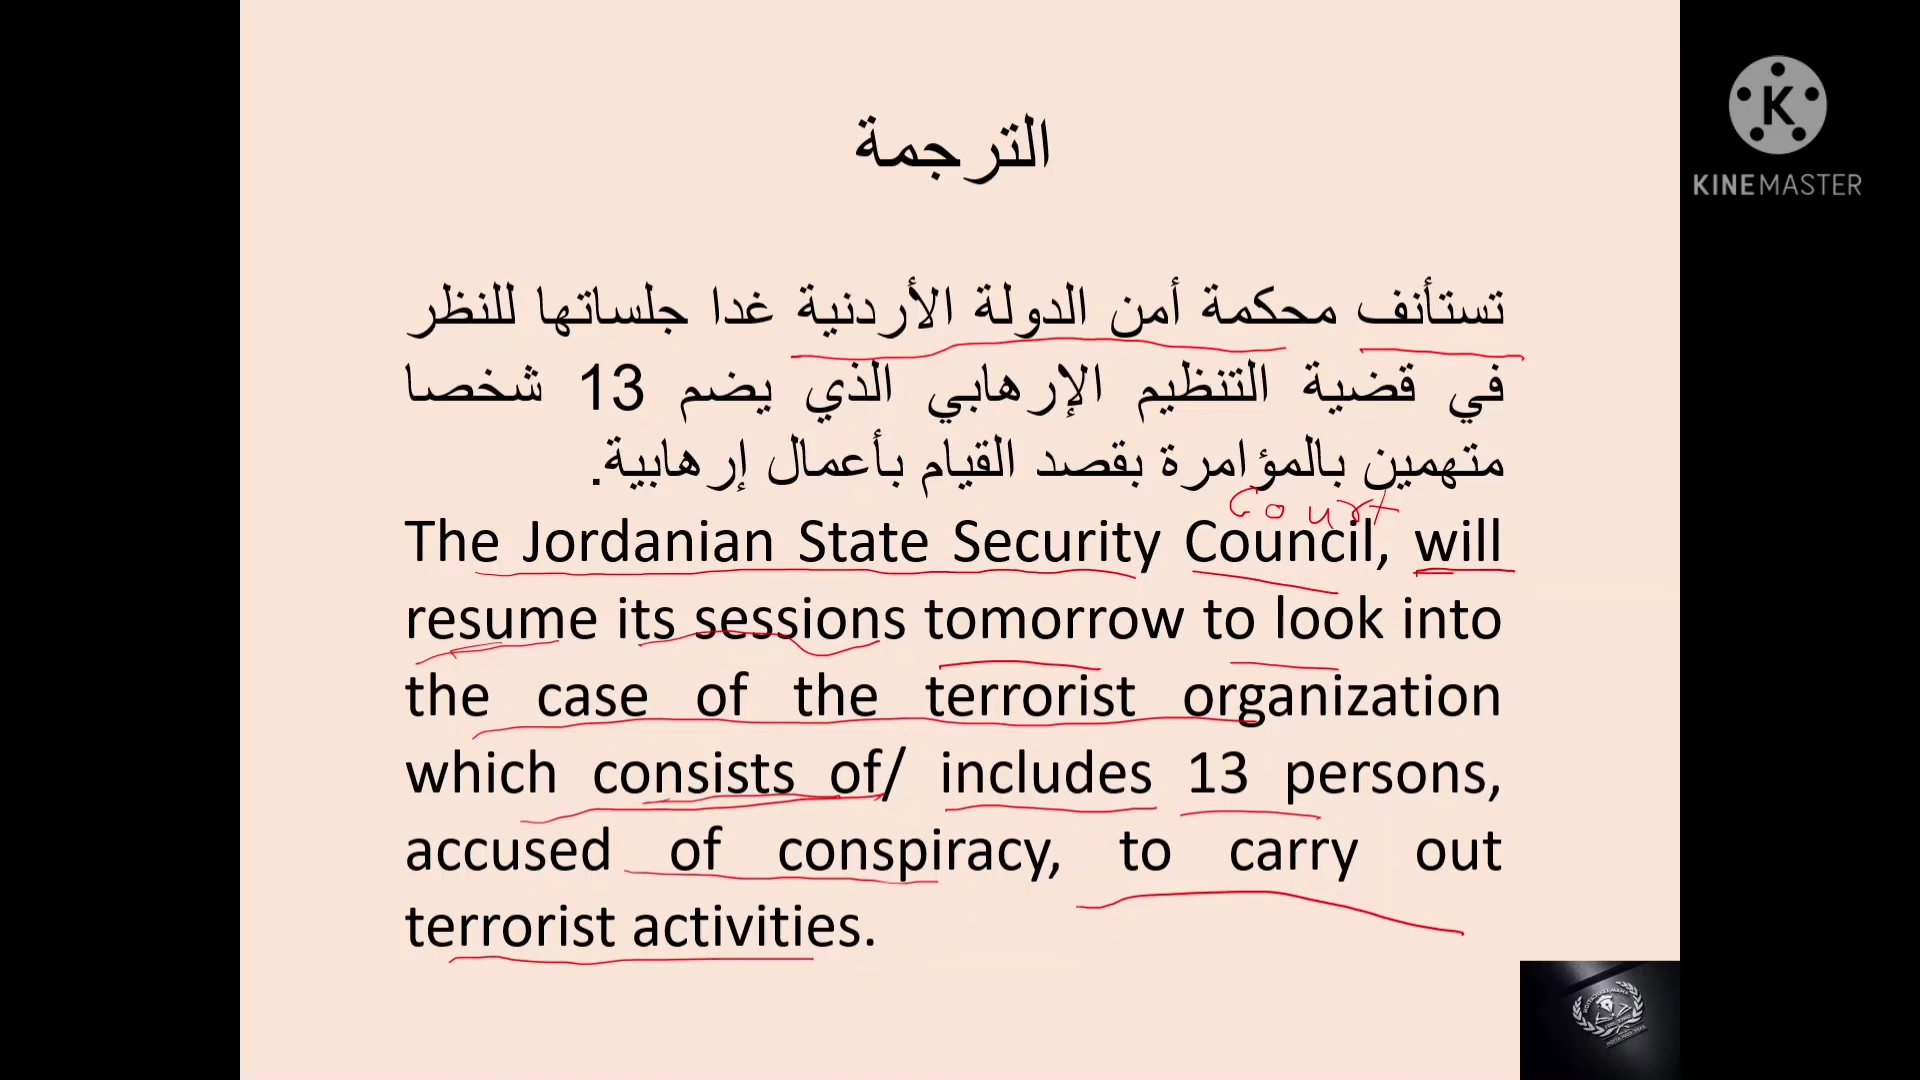 الترجمة
KINEMASTER
تستأنف محكمة أمن الدولة الأردنية غدا جلساتها للنظر
في قضية التنظيم الإرهابي الذي يضم 13 شخصا
متهمين بالمؤامرة بقصد القيام بأعمال إرهابية.
Court
The Jordanian State Security Council, will
resume its sessions tomorrow to look into
the case of the terrorist organization
which consists of/ includes 13 persons,
accused of conspiracy, to carry out
terrorist activities.